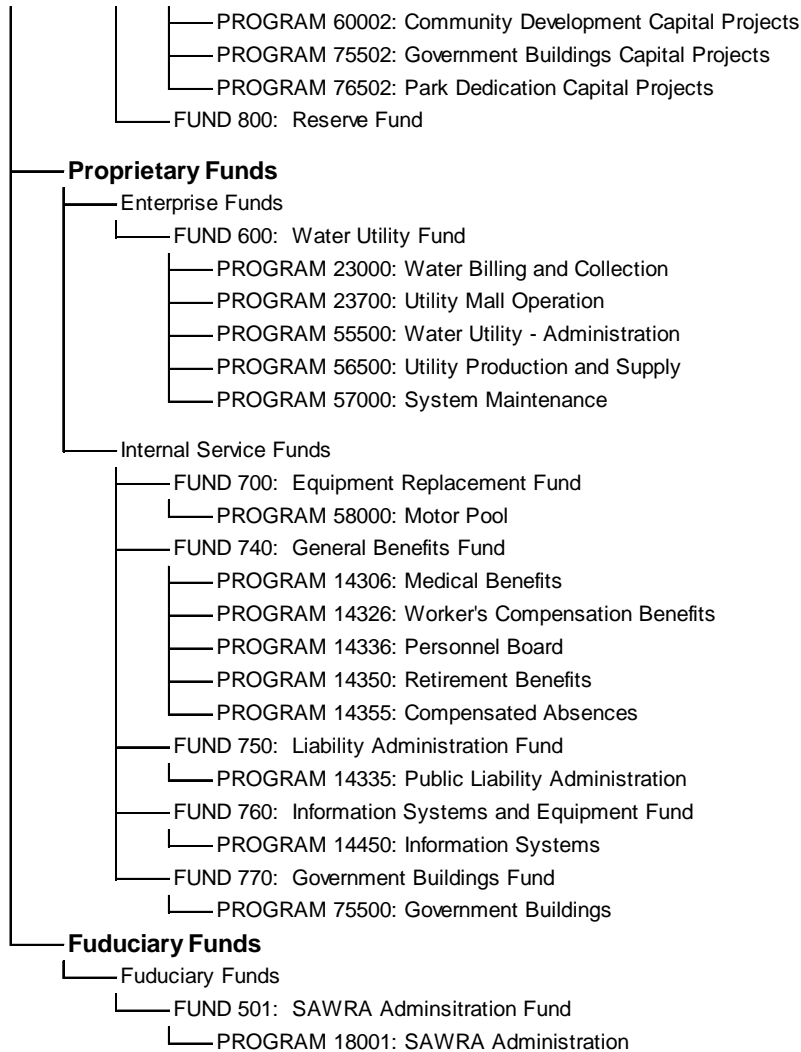 PROGRAM 60002: Community Development Capital Projects
PROGRAM 75502: Government Buildings Capital Projects
PROGRAM 76502: Park Dedication Capital Projects
FUND 800: Reserve Fund
Proprietary Funds
Enterprise Funds
FUND 600: Water Utility Fund
PROGRAM 23000: Water Billing and Collection
PROGRAM 23700: Utility Mall Operation
PROGRAM 55500: Water Utility - Administration
PROGRAM 56500: Utility Production and Supply
PROGRAM 57000: System Maintenance
Internal Service Funds
FUND 700: Equipment Replacement Fund
PROGRAM 58000: Motor Pool
FUND 740: General Benefits Fund
PROGRAM 14306: Medical Benefits
PROGRAM 14326: Worker's Compensation Benefits
PROGRAM 14336: Personnel Board
PROGRAM 14350: Retirement Benefits
PROGRAM 14355: Compensated Absences
FUND 750: Liability Administration Fund
PROGRAM 14335: Public Liability Administration
FUND 760: Information Systems and Equipment Fund
PROGRAM 14450: Information Systems
FUND 770: Government Buildings Fund
PROGRAM 75500: Government Buildings
Fuduciary Funds
Fuduciary Funds
FUND 501: SAWRA Adminsitration Fund
PROGRAM 18001: SAWRA Administration